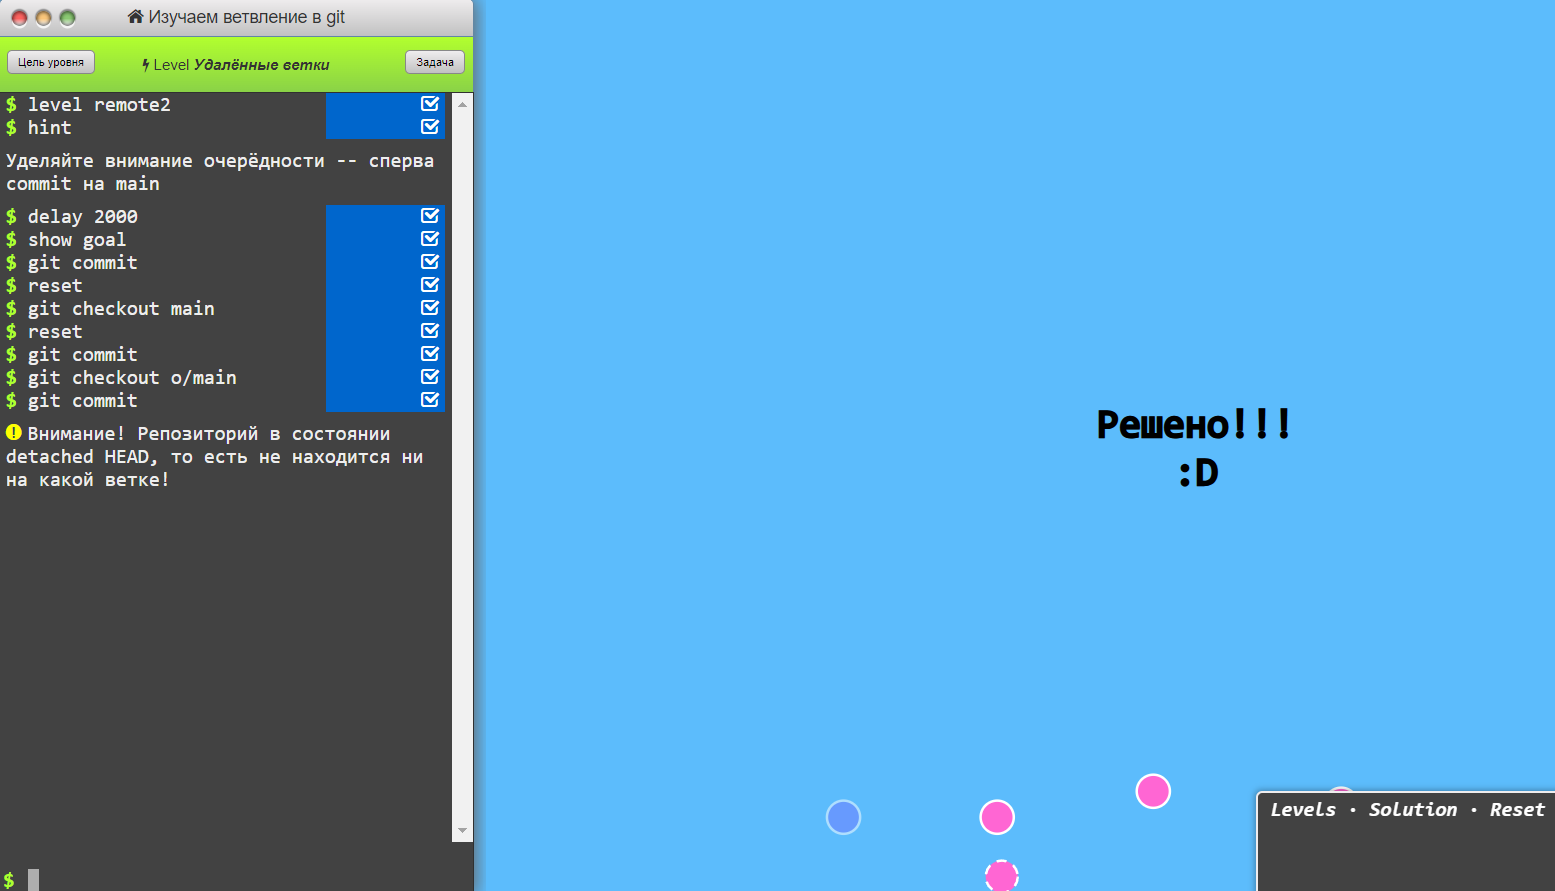 Изучаем ветвление в git
Цель уровня
Level Удалённые ветки
Задача
$ level remote2
$ hint
Уделяйте внимание очерёдности -- сперва
commit на main
$ delay 2000
$ show goal
$ git commit
$ reset
$ git checkout main
$ reset
$ git commit
$ git checkout o/main
$ git commit
Внимание! Репозиторий в состоянии
detached HEAD, то есть не находится ни
на какой ветке!
$
Решено!!!
:D
Levels · Solution · Reset